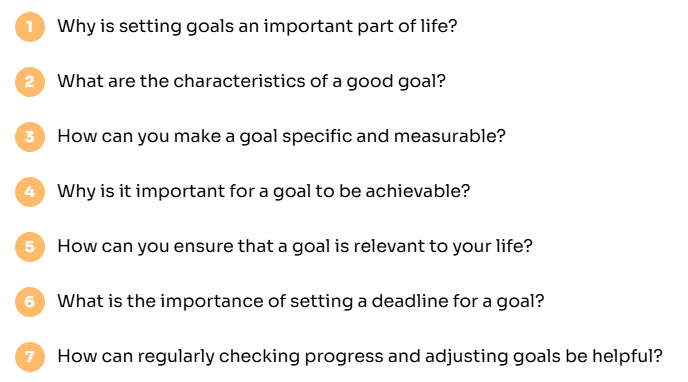 1 Why is setting goals an important part of life?
2 What are the characteristics of a good goal?
3 How can you make a goal specific and measurable?
4 Why is it important for a goal to be achievable?
5 How can you ensure that a goal is relevant to your life?
6 What is the importance of setting a deadline for a goal?
7 How can regularly checking progress and adjusting goals be helpful?